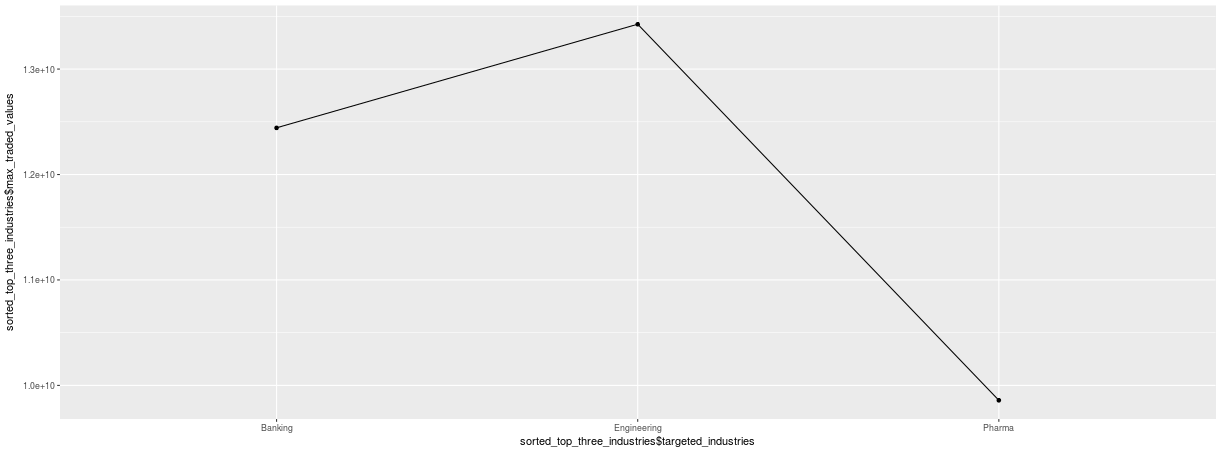 sorted_top_three_industries$max_traded_values
1.3e+10
1.2e+10
1.1e+10
1.0e+10
Banking
Engineering
Pharma
sorted_top_three_industries$targeted_industries